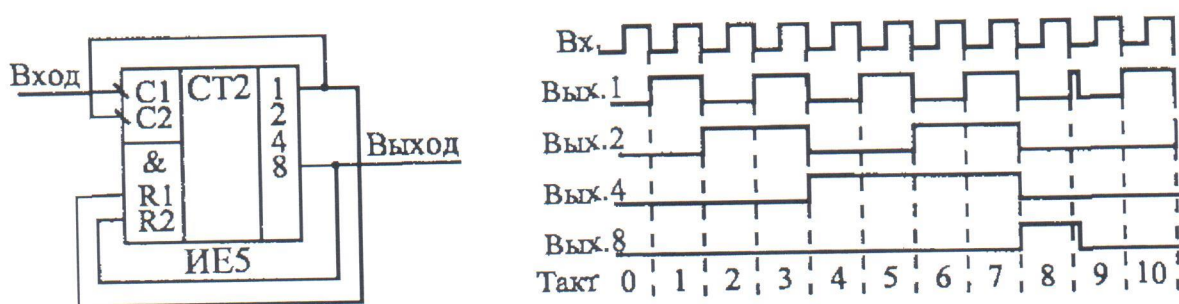 Вход
C1 CT2 1
C2 2
4
& 8 Выход
R1
R2
ИЕ5
Вх.
Вых.1
Вых.2
Вых.4
Вых.8
Такт 0 1 2 3 4 5 6 7 8 9 10